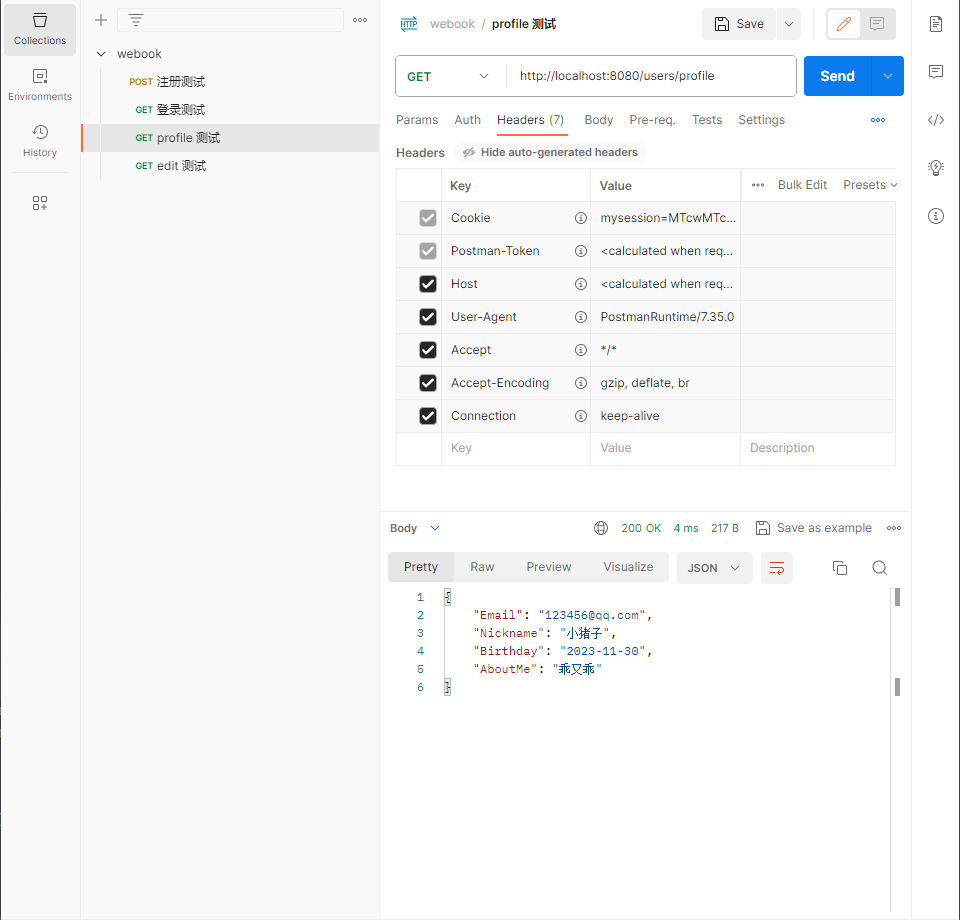 Collections
Environments
History
webook
POST 注册测试
GET 登录测试
GET profile 测试
GET edit 测试
HTTP webook / profile 测试 Save
GET http://localhost:8080/users/profile Send
Params Auth Headers (7) Body Pre-req. Tests Settings
Headers Hide auto-generated headers
Key Value Bulk Edit Presets
Cookie mysession=MTcwMTc...
Postman-Token <calculated when req...
Host <calculated when req...
User-Agent PostmanRuntime/7.35.0
Accept */*
Accept-Encoding gzip, deflate, br
Connection keep-alive
Key Value Description
Body 200 OK 4 ms 217 B Save as example
Pretty Raw Preview Visualize JSON
1 {
2 "Email": "123456@qq.com",
3 "Nickname": "小猪子",
4 "Birthday": "2023-11-30",
5 "AboutMe": "乖又乖"
6 }